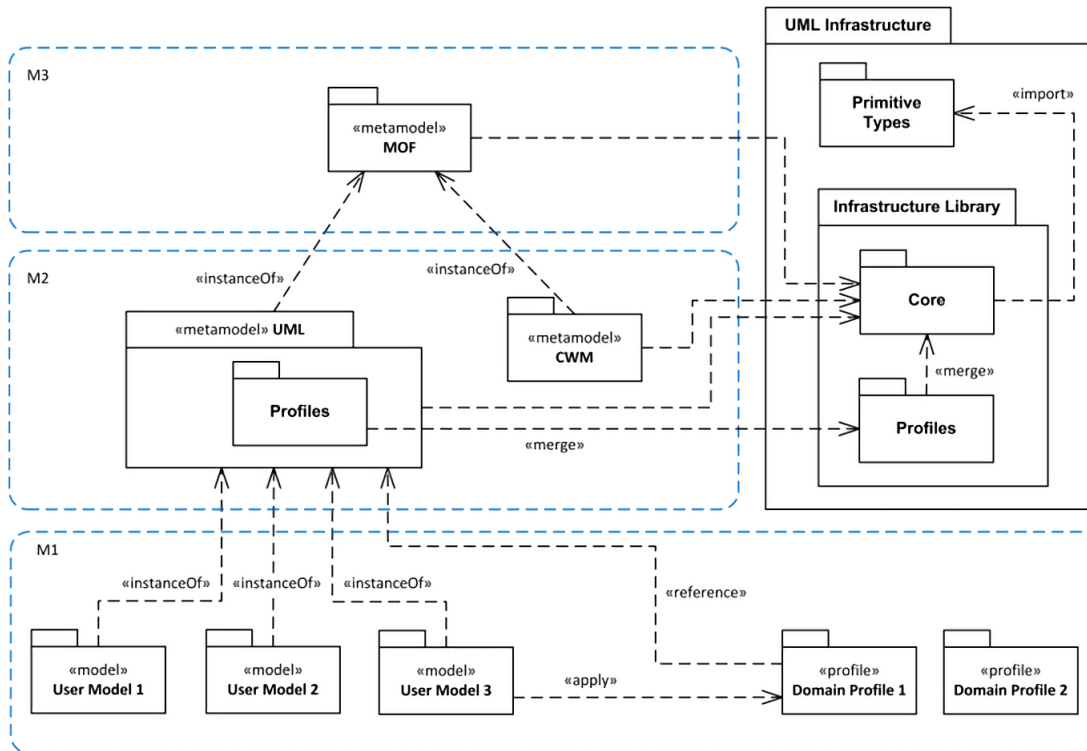 UML Infrastructure
M3
Primitive
Types
«import»
«metamodel»
MOF
Infrastructure Library
M2
«instanceOf»
«instanceOf»
Core
«metamodel» UML
«metamodel»
CWM
«merge»
Profiles
Profiles
«merge»
M1
«instanceOf»
«instanceOf»
«instanceOf»
«reference»
«model»
User Model 1
«model»
User Model 2
«model»
User Model 3
«apply»
«profile»
Domain Profile 1
«profile»
Domain Profile 2